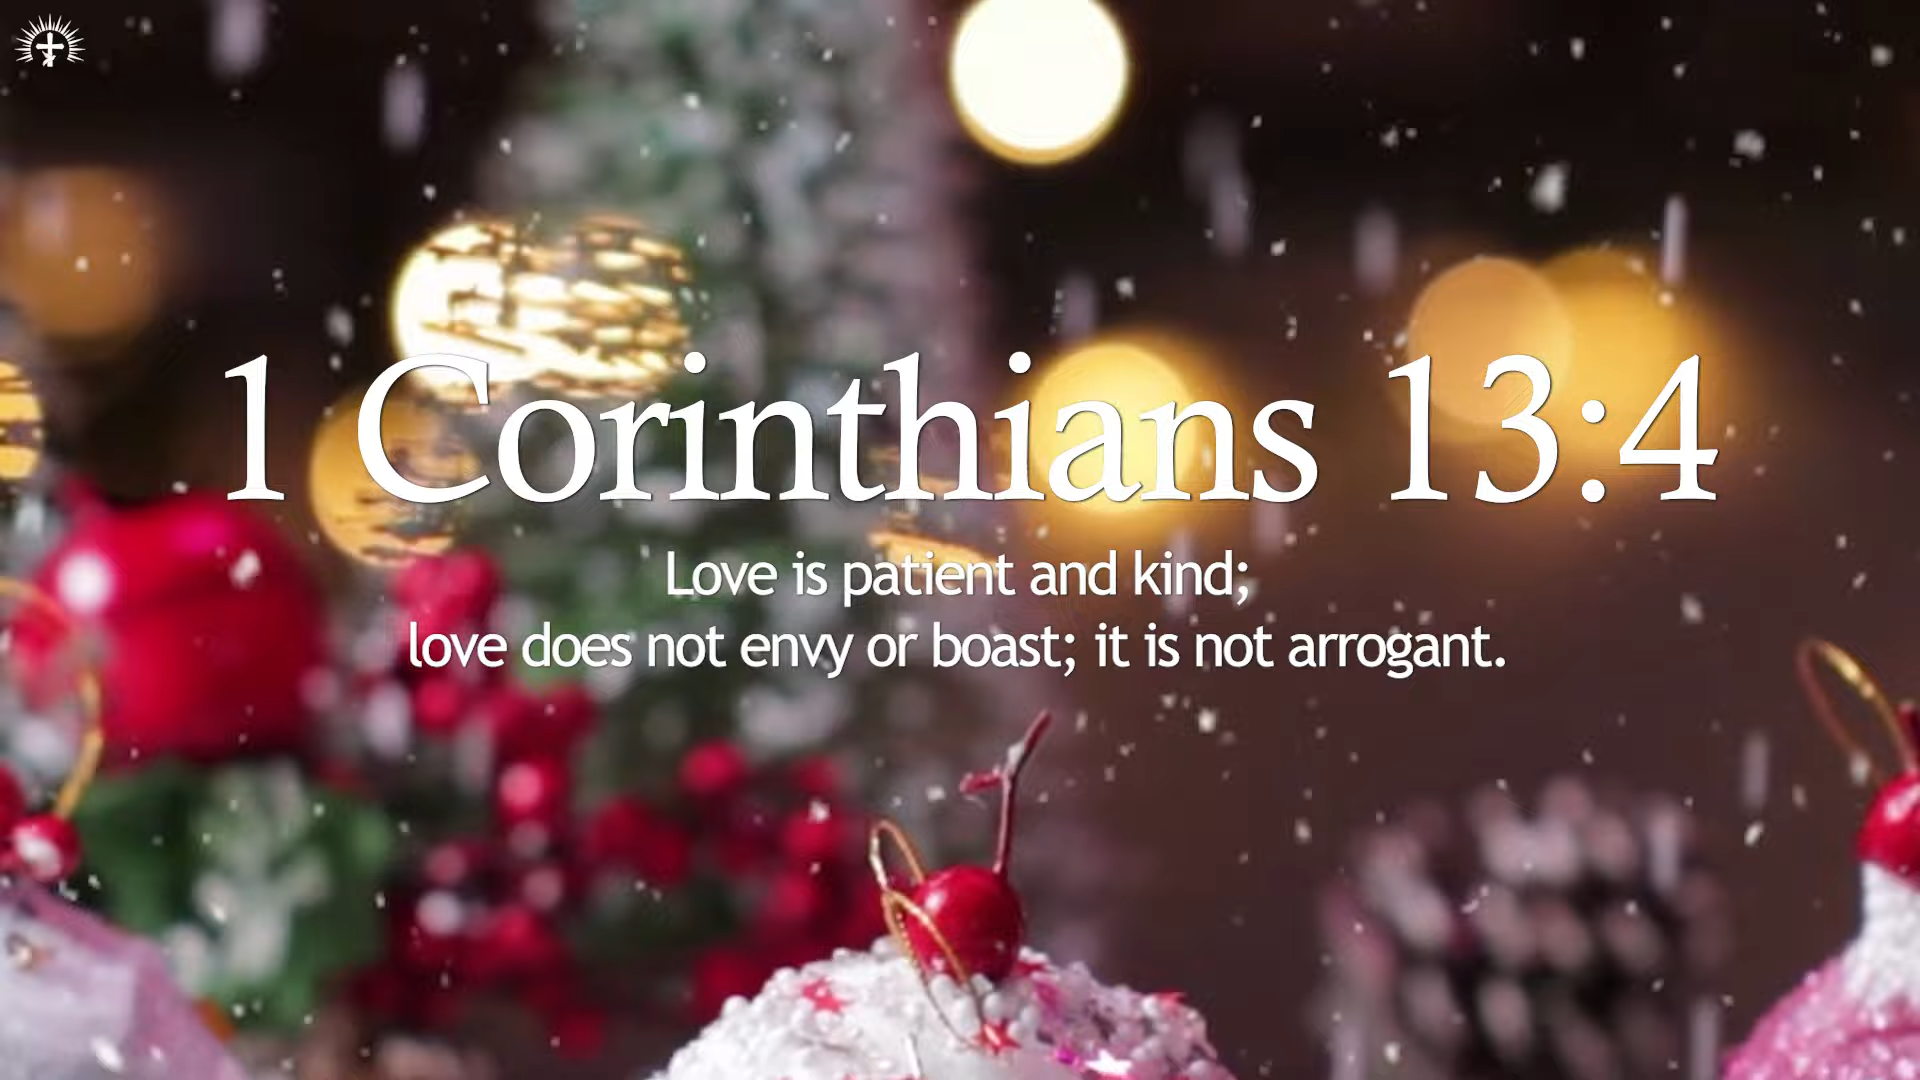 1 Corinthians 13:4
Love is patient and kind;
love does not envy or boast; it is not arrogant.